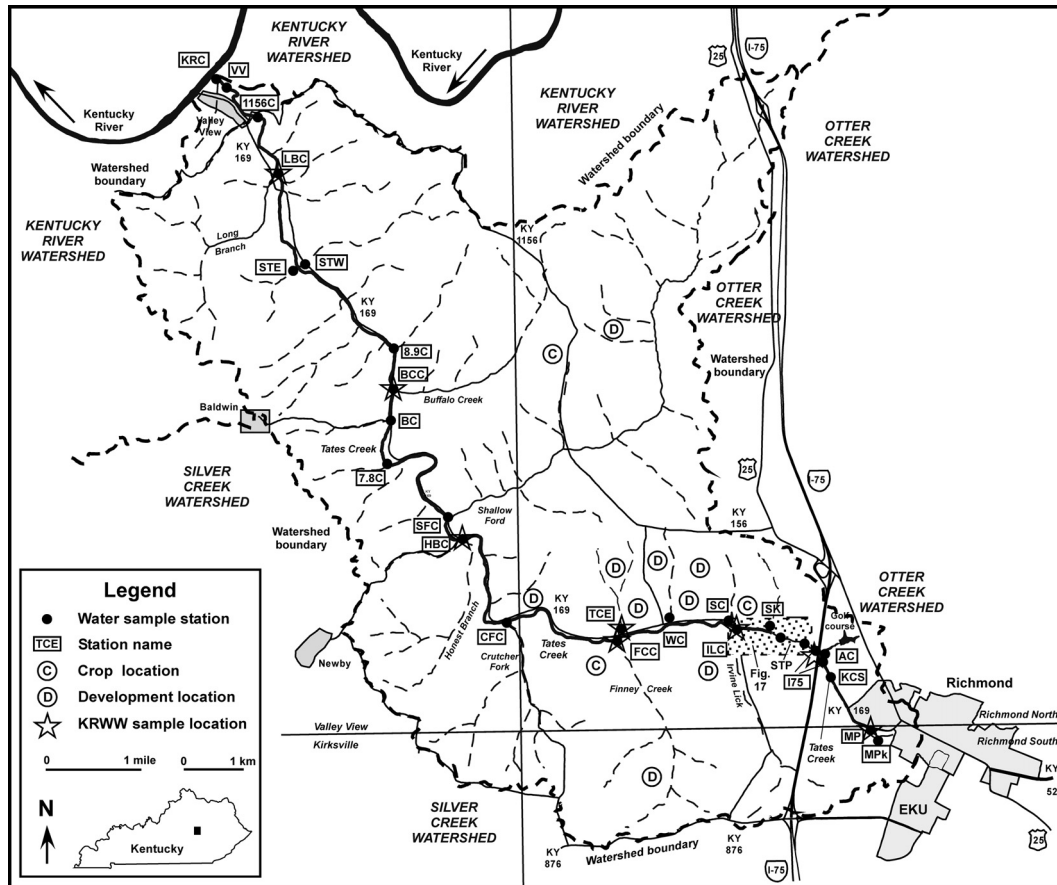 KENTUCKY
RIVER
WATERSHED
KENTUCKY
RIVER
WATERSHED
Kentucky
River
25
I-75
KRC
VV
1156C
Valley
View
Kentucky
River
KY
169
LBC
Watershed
boundary
KENTUCKY
RIVER
WATERSHED
Watershed boundary
OTTER
CREEK
WATERSHED
KENTUCKY
RIVER
WATERSHED
Long
Branch
KY
1156
STE
STW
KY
169
OTTER
CREEK
WATERSHED
D
C
8.9C
BCC
Buffalo Creek
Watershed
boundary
Baldwin
BC
Tates Creek
7.8C
SILVER
CREEK
WATERSHED
25
I-75
Shallow
Ford
SFC
HBC
KY
156
Watershed
boundary
OTTER
CREEK
WATERSHED
Golf
course
D
D
D
D
D
D
KY
169
TCE
SC
C
SK
CFC
Tates
Creek
FCC
WC
ILC
STP
AC
I75
KCS
Honest Branch
Crutcher
Fork
C
Finney Creek
D
Irvine Lick
Fig.
17
Newby
Richmond
KY
169
Richmond North
Richmond South
Valley View
Kirksville
MP
MPk
Tates
Creek
KY
52
D
EKU
25
SILVER
CREEK
WATERSHED
KY
876
Watershed boundary
KY
876
I-75
Legend
Water sample station
TCE Station name
C Crop location
D Development location
KRWW sample location
0 1 mile
0 1 km
N
Kentucky